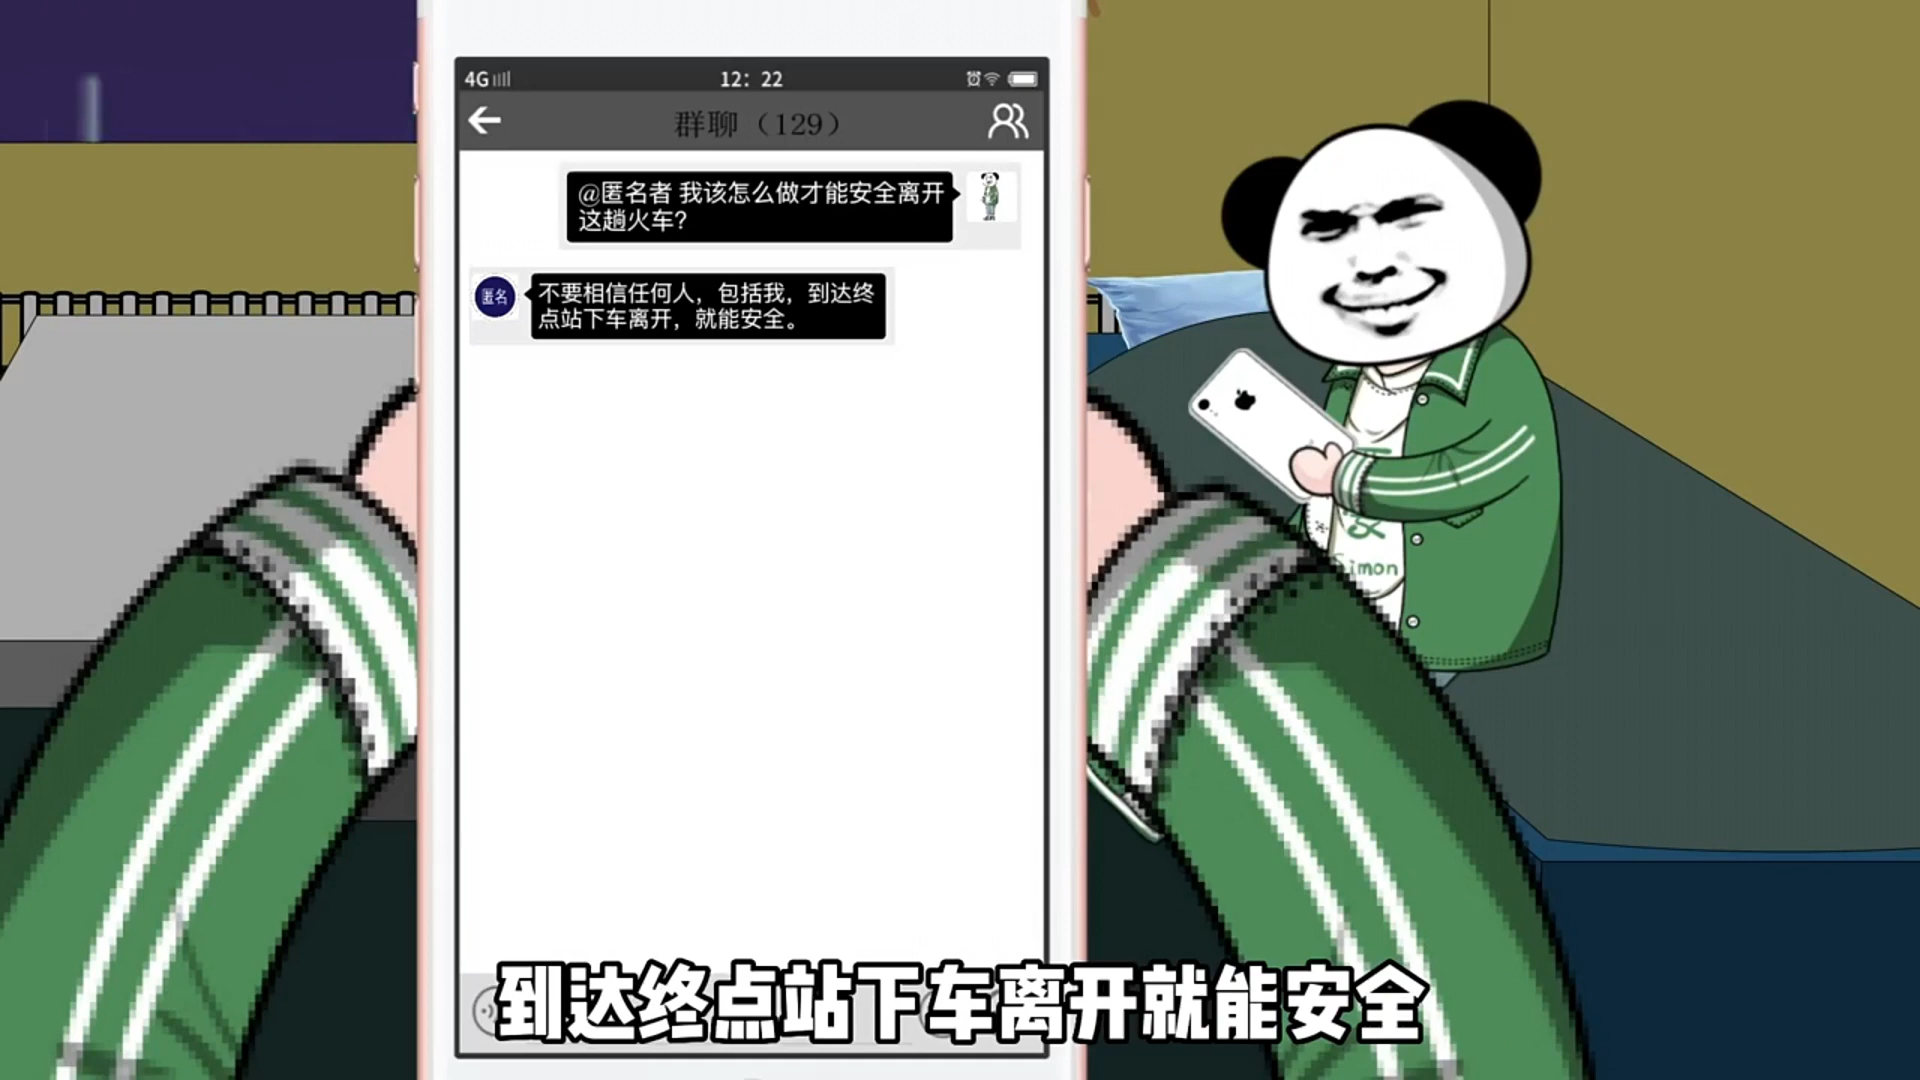 4G
12：22
群聊（129）
@匿名者 我该怎么做才能安全离开
这趟火车？
匿名
不要相信任何人，包括我，到达终
点站下车离开，就能安全。
imon
到达终点站下车离开就能安全